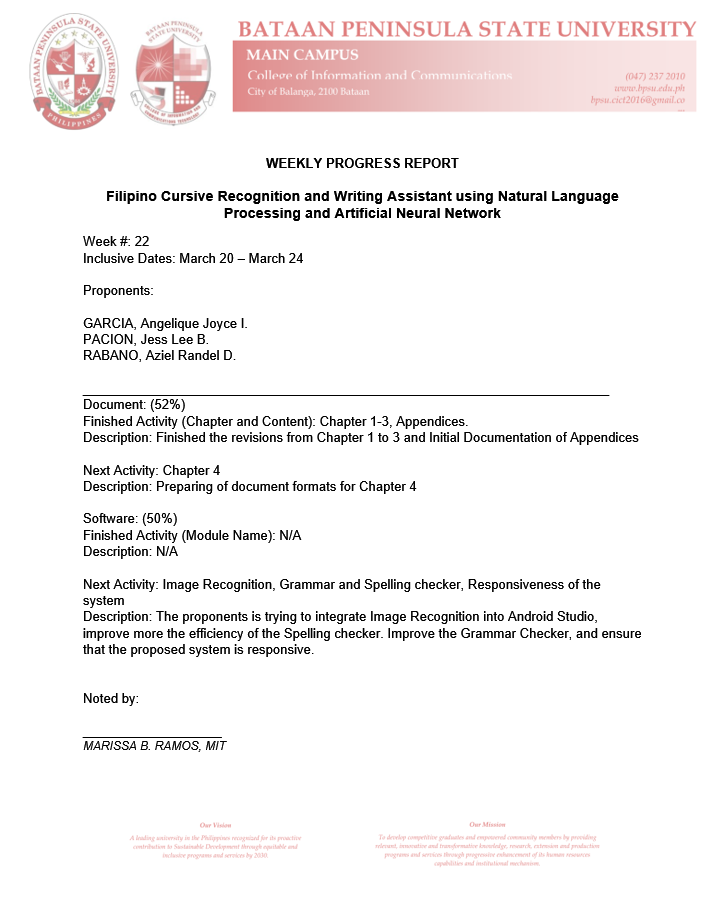 BATAAN PENINSULA STATE UNIVERSITY
MAIN CAMPUS
College of Information and Communications
City of Balanga, 2100 Bataan
(047) 237 2010
www.bpsu.edu.ph
bpsu.cict2016@gmail.co
BATAAN PENINSULA STATE UNIVERSITY
PHILIPPINES
BATAAN PENINSULA STATE UNIVERSITY
WEEKLY PROGRESS REPORT
Filipino Cursive Recognition and Writing Assistant using Natural Language
Processing and Artificial Neural Network
Week #: 22
Inclusive Dates: March 20 – March 24
Proponents:
GARCIA, Angelique Joyce I.
PACION, Jess Lee B.
RABANO, Aziel Randel D.
Document: (52%)
Finished Activity (Chapter and Content): Chapter 1-3, Appendices.
Description: Finished the revisions from Chapter 1 to 3 and Initial Documentation of Appendices
Next Activity: Chapter 4
Description: Preparing of document formats for Chapter 4
Software: (50%)
Finished Activity (Module Name): N/A
Description: N/A
Next Activity: Image Recognition, Grammar and Spelling checker, Responsiveness of the
system
Description: The proponents is trying to integrate Image Recognition into Android Studio,
improve more the efficiency of the Spelling checker. Improve the Grammar Checker, and ensure
that the proposed system is responsive.
Noted by:
MARISSA B. RAMOS, MIT
Our Vision
A leading university in the Philippines recognized for its proactive
contribution to Sustainable Development through equitable and
inclusive programs and services by 2030.
Our Mission
To develop competitive graduates and empowered community members by providing
relevant, innovative and transformative knowledge, research, extension and production
programs and services through progressive enhancement of its human resources
capabilities and institutional mechanism.